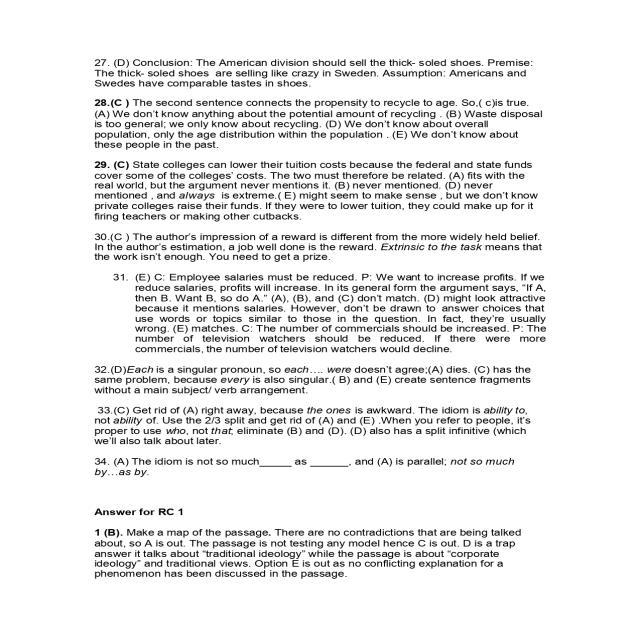 27. (D) Conclusion: The American division should sell the thick- soled shoes. Premise:
The thick- soled shoes  are selling like crazy in Sweden. Assumption: Americans and
Swedes have comparable tastes in shoes.
28.(C ) The second sentence connects the propensity to recycle to age. So,( c)is true.
(A) We don't know anything about the potential amount of recycling . (B) Waste disposal
is too general; we only know about recycling. (D) We don't know about overall
population, only the age distribution within the population . (E) We don't know about
these people in the past.
29. (C) State colleges can lower their tuition costs because the federal and state funds
cover some of the colleges' costs. The two must therefore be related. (A) fits with the
real world, but the argument never mentions it. (B) never mentioned. (D) never
mentioned , and always  is extreme.( E) might seem to make sense , but we don't know
private colleges raise their funds. If they were to lower tuition, they could make up for it
firing teachers or making other cutbacks.
30.(C ) The author's impression of a reward is different from the more widely held belief.
In the author's estimation, a job well done is the reward. Extrinsic to the task means that
the work isn't enough. You need to get a prize.
31. (E) C: Employee salaries must be reduced. P: We want to increase profits. If we
reduce salaries, profits will increase. In its general form the argument says, "If A,
then B. Want B, so do A." (A), (B), and (C) don't match. (D) might look attractive
because it mentions salaries. However, don't be drawn to answer choices that
use words or topics similar to those in the question. In fact, they're usually
wrong. (E) matches. C: The number of commercials should be increased. P: The
number of television watchers should be reduced. If there were more
commercials, the number of television watchers would decline.
32.(D)Each is a singular pronoun, so each…. were doesn't agree;(A) dies. (C) has the
same problem, because every is also singular.( B) and (E) create sentence fragments
without a main subject/ verb arrangement.
33.(C) Get rid of (A) right away, because the ones is awkward. The idiom is ability to,
not ability of. Use the 2/3 split and get rid of (A) and (E) .When you refer to people, it's
proper to use who, not that; eliminate (B) and (D). (D) also has a split infinitive (which
we'll also talk about later.
34. (A) The idiom is not so much_____ as ______, and (A) is parallel; not so much
by…as by.
Answer for RC 1
1 (B). Make a map of the passage. There are no contradictions that are being talked
about, so A is out. The passage is not testing any model hence C is out. D is a trap
answer it talks about "traditional ideology" while the passage is about "corporate
ideology" and traditional views. Option E is out as no conflicting explanation for a
phenomenon has been discussed in the passage.